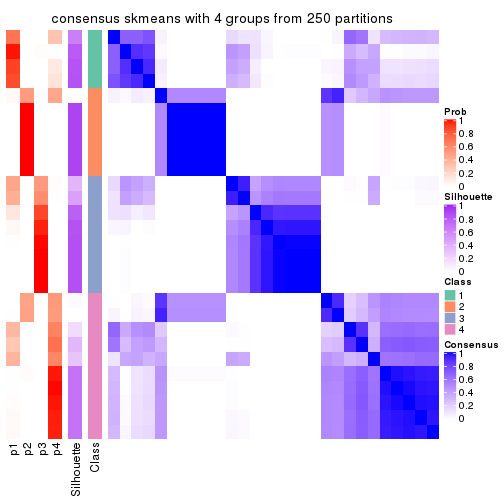 consensus skmeans with 4 groups from 250 partitions
Prob
1
0.8
0.6
0.4
0.2
0
Silhouette
1
0.8
0.6
0.4
0.2
0
Class
1
2
3
4
Consensus
1
0.8
0.6
0.4
0.2
0
p1
p2
p3
p4
Silhouette
Class